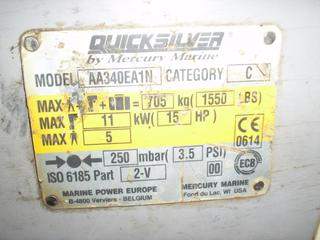 QUICKSILVER
by Mercury Marine
MODEL AA340EA1N CATEGORY C
MAX + = 705 kg (1550 LBS)
MAX 11 kW (15 HP)
MAX 5
CE
0614
250 mbar (3.5 PSI)
ISO 6185 Part 2-V 00 ECB
MARINE POWER EUROPE MERCURY MARINE
B-4800 Verviers - BELGIUM Fond du Lac, WI USA